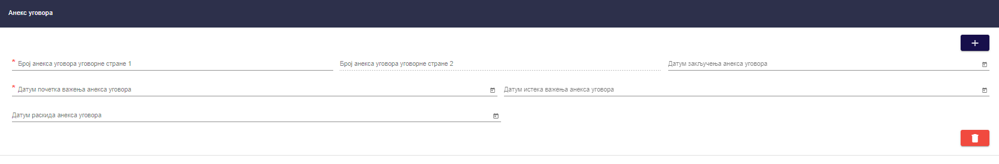 Анекс уговора
* Број анекса уговора уговорне стране 1
Број анекса уговора уговорне стране 2
Датум закључења анекса уговора
* Датум почетка важења анекса уговора
Датум истека важења анекса уговора
Датум раскида анекса уговора